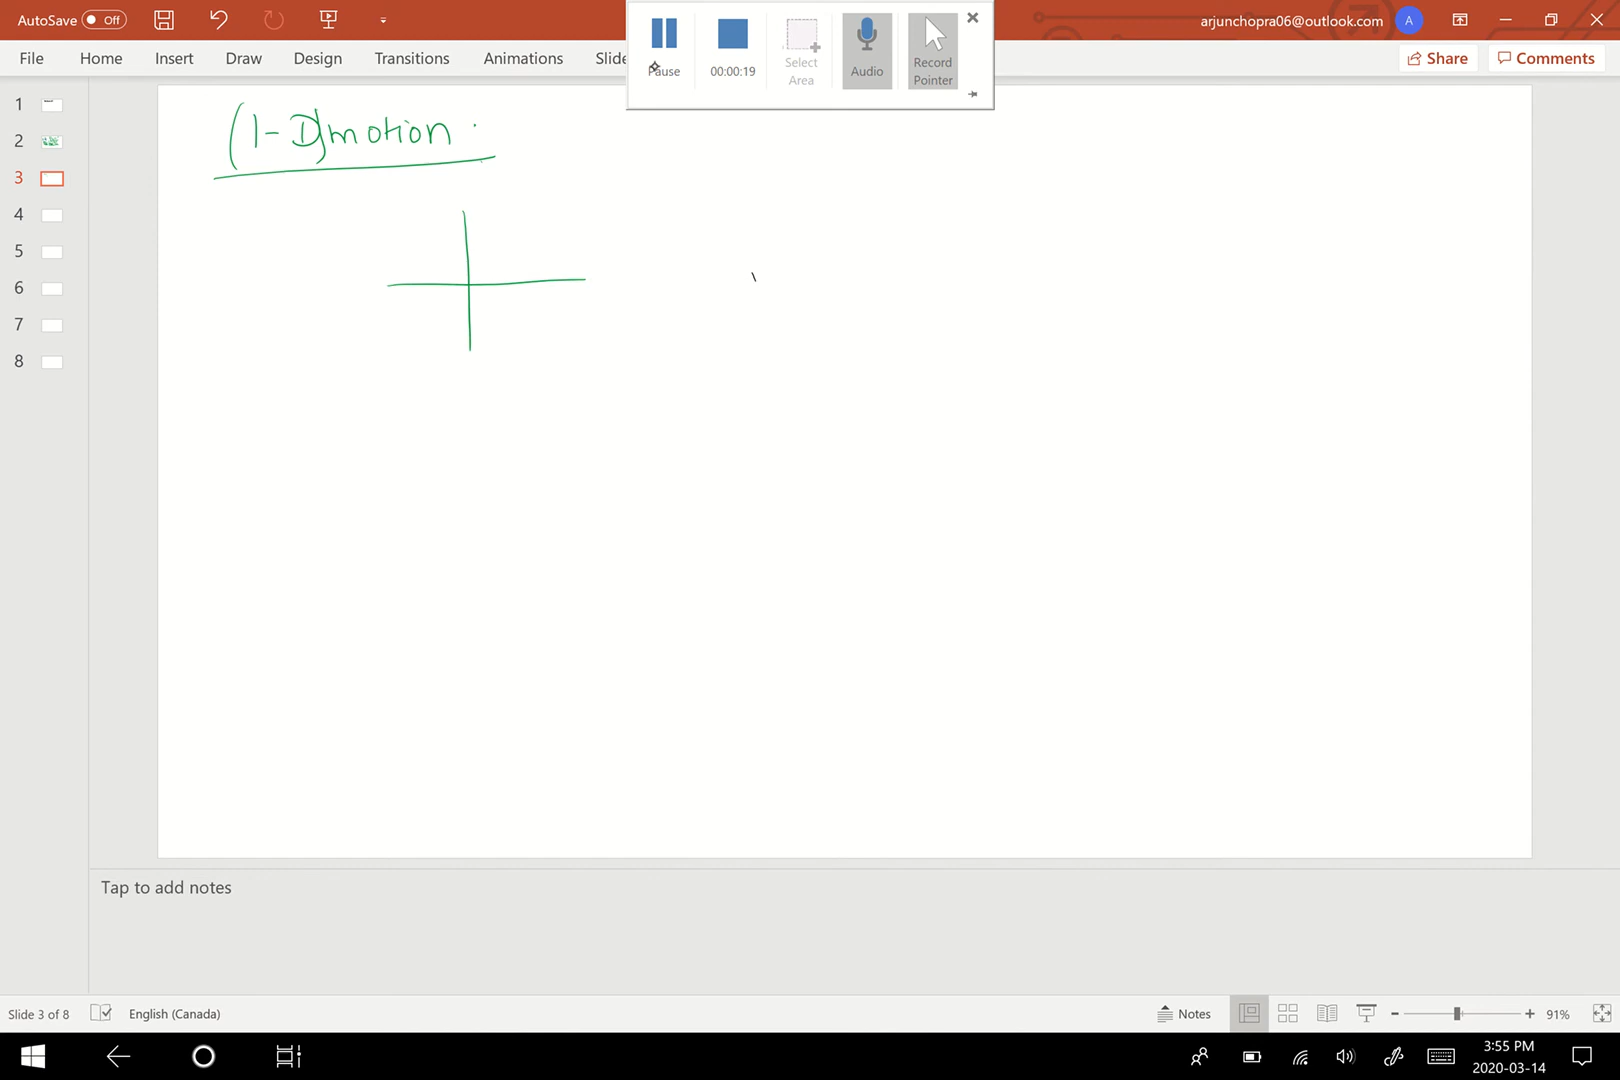 AutoSave Off
arjunchopra06@outlook.com A
File Home Insert Draw Design Transitions Animations Slide
Pause 00:00:19 Select Area Audio Record Pointer
Share Comments
1
2
3
4
5
6
7
8
(1-D)motion.
Tap to add notes
Slide 3 of 8 English (Canada) Notes 91%
3:55 PM
2020-03-14